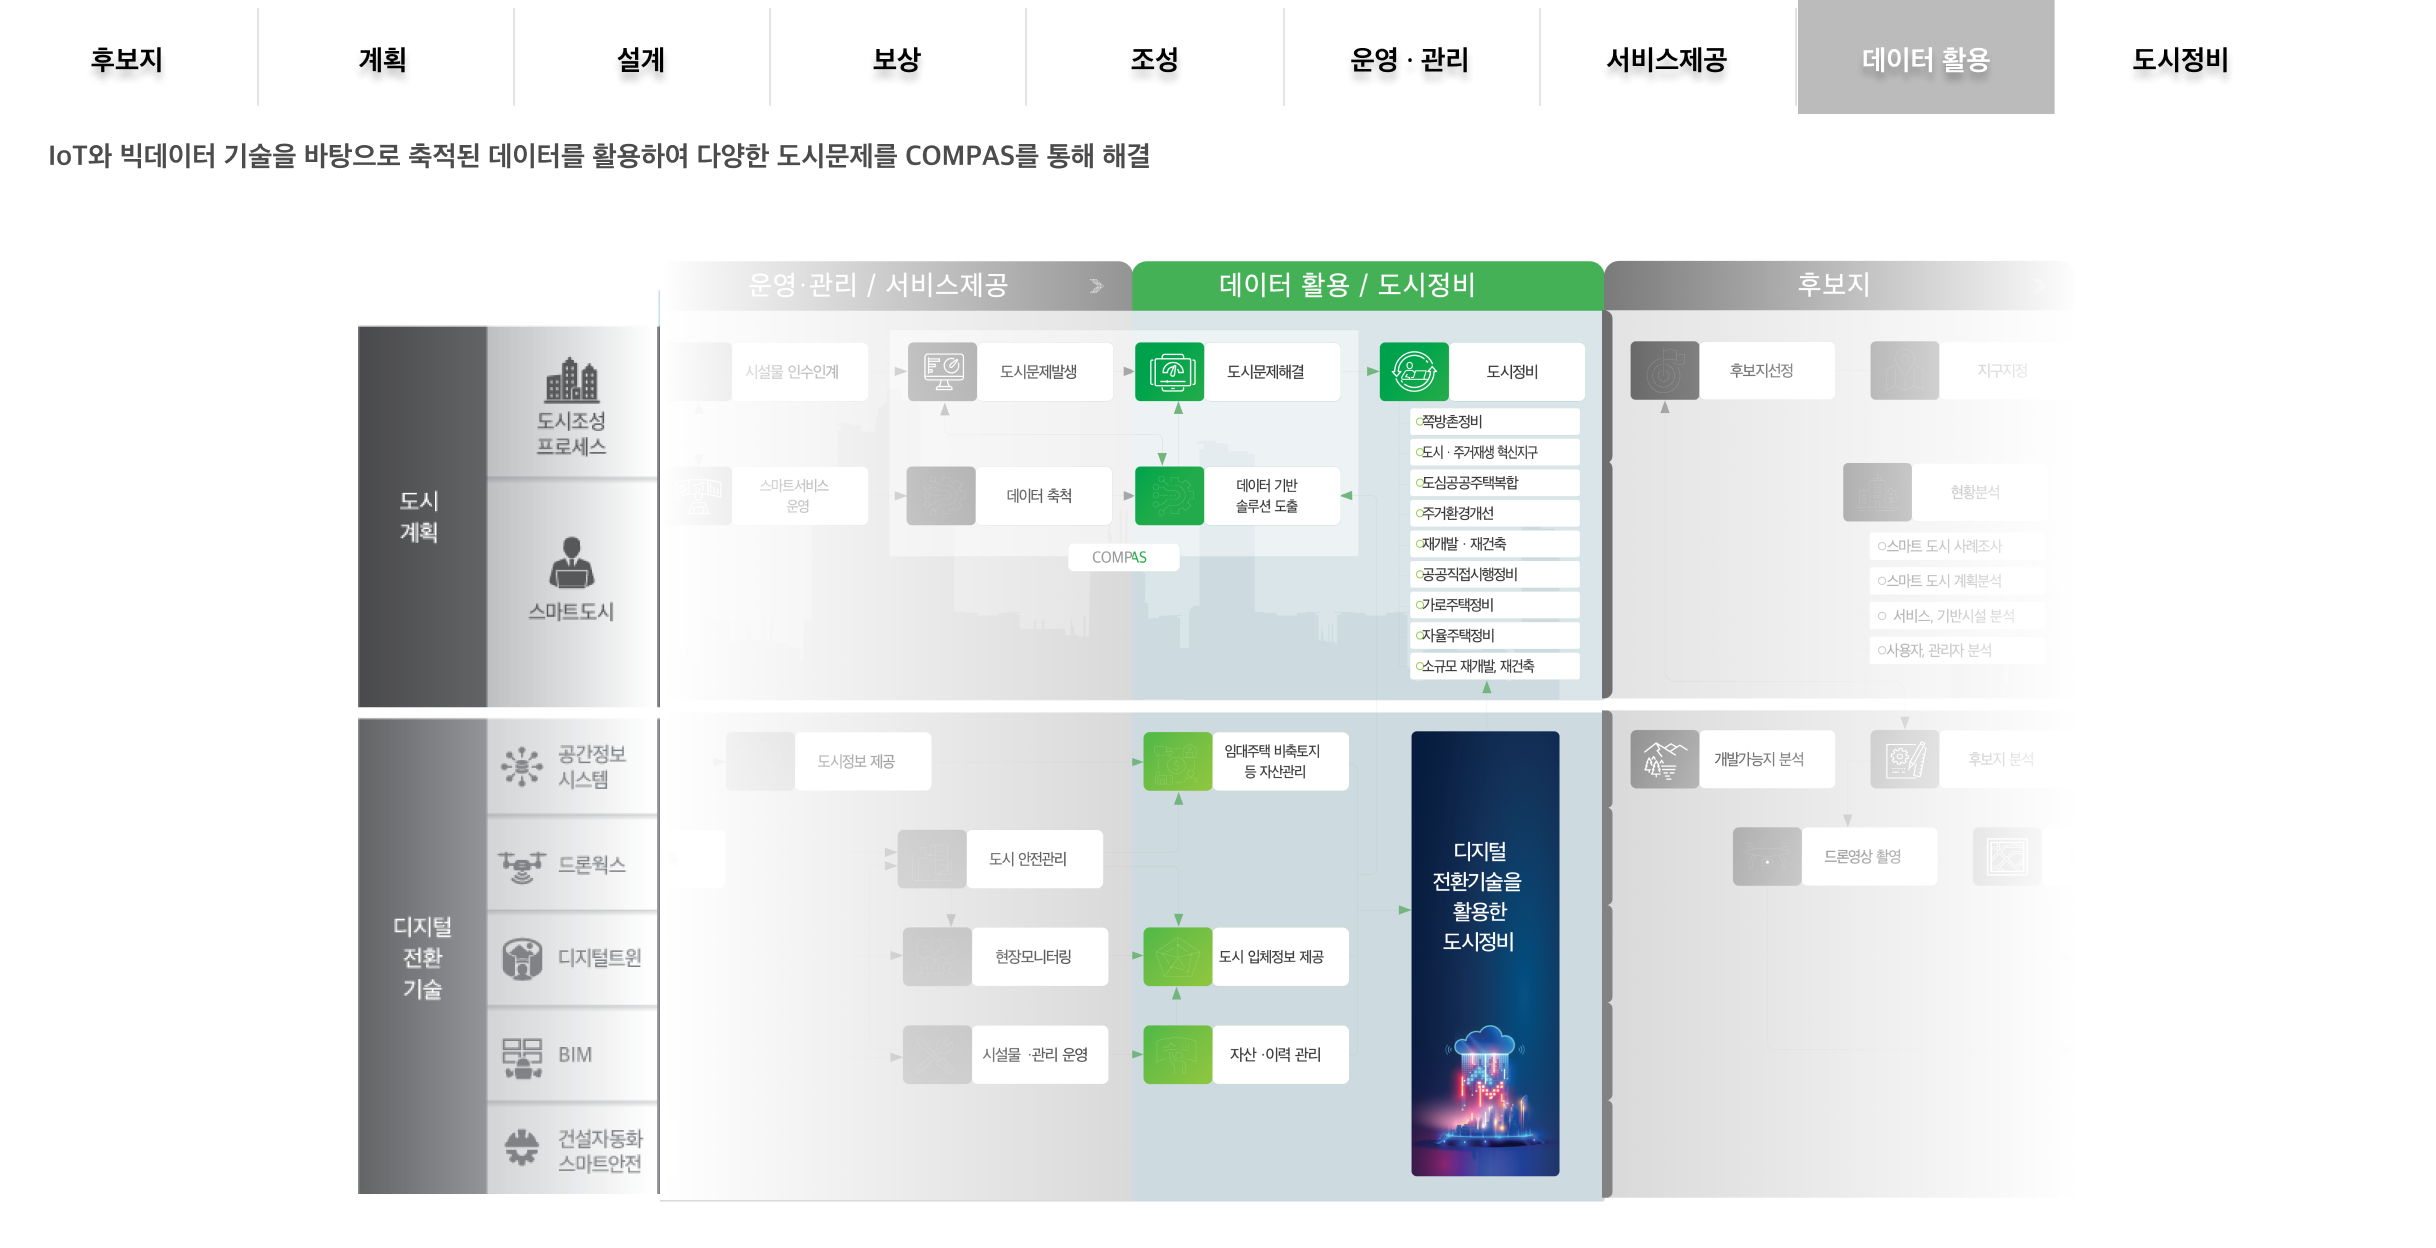 후보지
계획
설계
보상
조성
운영 · 관리
서비스제공
데이터 활용
도시정비
IoT와 빅데이터 기술을 바탕으로 축적된 데이터를 활용하여 다양한 도시문제를 COMPAS를 통해 해결
운영·관리 / 서비스제공
데이터 활용 / 도시정비
후보지
도시
계획
도시조성
프로세스
스마트도시
시설물 인수인계
도시문제발생
도시문제해결
도시정비
스마트서비스
운영
데이터 축척
데이터 기반
솔루션 도출
COMPAS
쪽방촌정비
도시 · 주거재생 혁신지구
도심공공주택복합
주거환경개선
재개발 · 재건축
공공직접시행정비
가로주택정비
자율주택정비
소규모 재개발, 재건축
후보지선정
지구지정
현황분석
스마트 도시 사례조사
스마트 도시 계획분석
서비스, 기반시설 분석
사용자, 관리자 분석
디지털
전환
기술
공간정보
시스템
드론웍스
디지털트윈
BIM
건설자동화
스마트안전
도시정보 제공
임대주택 비축토지
등 자산관리
도시 안전관리
현장모니터링
도시 입체정보 제공
시설물 ·관리 운영
자산 ·이력 관리
디지털
전환기술을
활용한
도시정비
개발가능지 분석
후보지 분석
드론영상 촬영